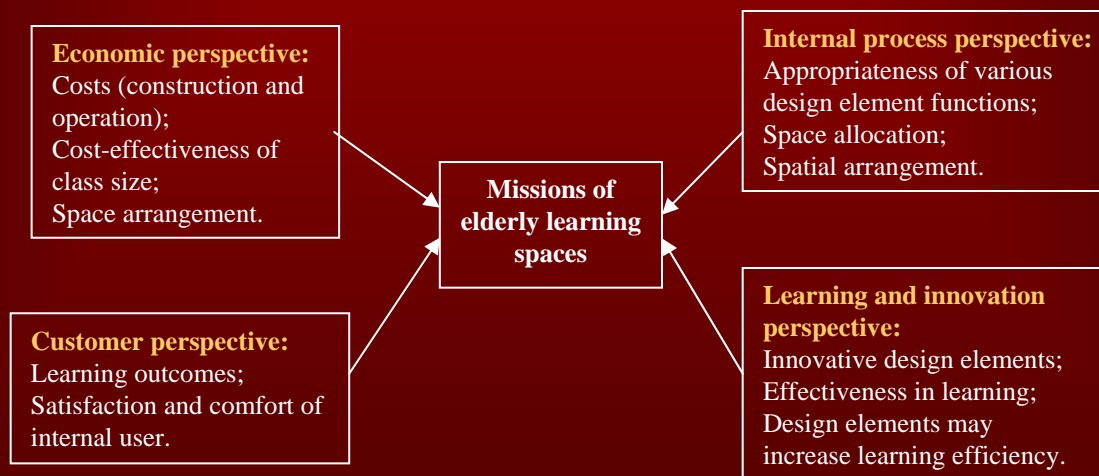 Economic perspective:
Costs (construction and
operation);
Cost-effectiveness of
class size;
Space arrangement.
Internal process perspective:
Appropriateness of various
design element functions;
Space allocation;
Spatial arrangement.
Missions of
elderly learning
spaces
Customer perspective:
Learning outcomes;
Satisfaction and comfort of
internal user.
Learning and innovation
perspective:
Innovative design elements;
Effectiveness in learning;
Design elements may
increase learning efficiency.